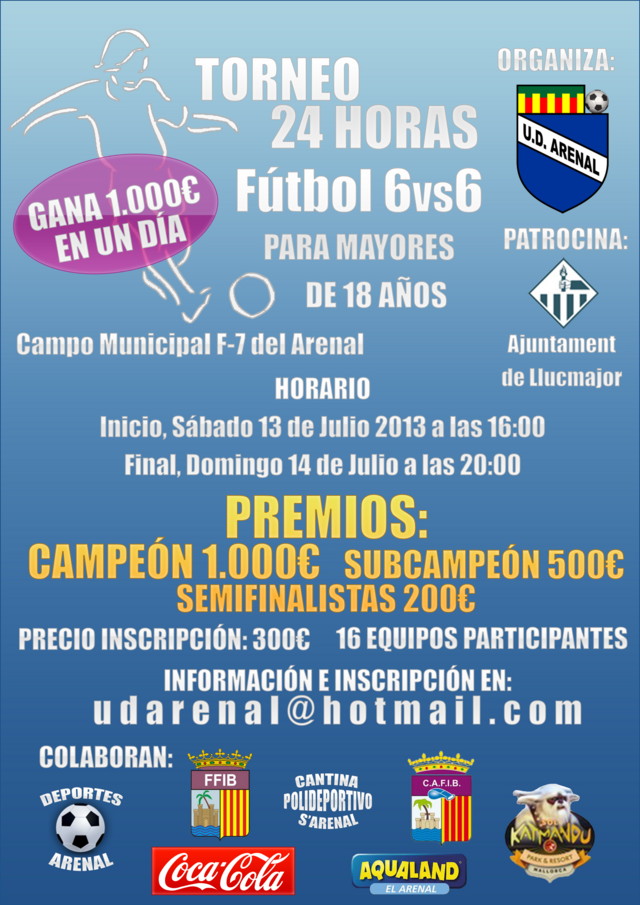 TORNEO
24 HORAS
Fútbol 6vs6
PARA MAYORES
DE 18 AÑOS
GANA 1.000€
EN UN DÍA
ORGANIZA:
U.D. ARENAL
PATROCINA:
Ajuntament
de Llucmajor
Campo Municipal F-7 del Arenal
HORARIO
Inicio, Sábado 13 de Julio 2013 a las 16:00
Final, Domingo 14 de Julio a las 20:00
PREMIOS:
CAMPEÓN 1.000€ SUBCAMPEÓN 500€
SEMIFINALISTAS 200€
PRECIO INSCRIPCIÓN: 300€ 16 EQUIPOS PARTICIPANTES
INFORMACIÓN E INSCRIPCIÓN EN:
udarenal@hotmail.com
COLABORAN:
DEPORTES
ARENAL
FFIB
CANTINA
POLIDEPORTIVO
S'ARENAL
C.A.F.I.B.
SOL
KATMANDU
PARK & RESORT
MALLORCA
Coca-Cola
AQUALAND
EL ARENAL